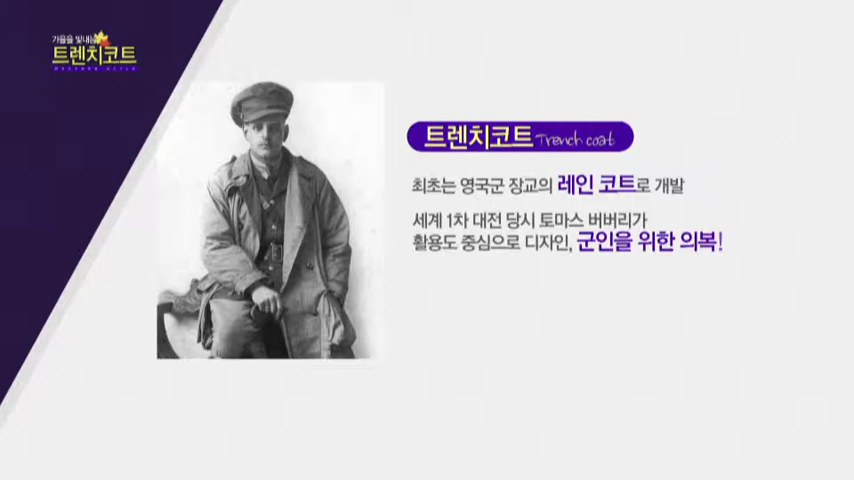 가을을 빛내는
트렌치코트
트렌치코트 Trench coat
최초는 영국군 장교의 레인 코트로 개발
세계 1차 대전 당시 토마스 버버리가
활용도 중심으로 디자인, 군인을 위한 의복!